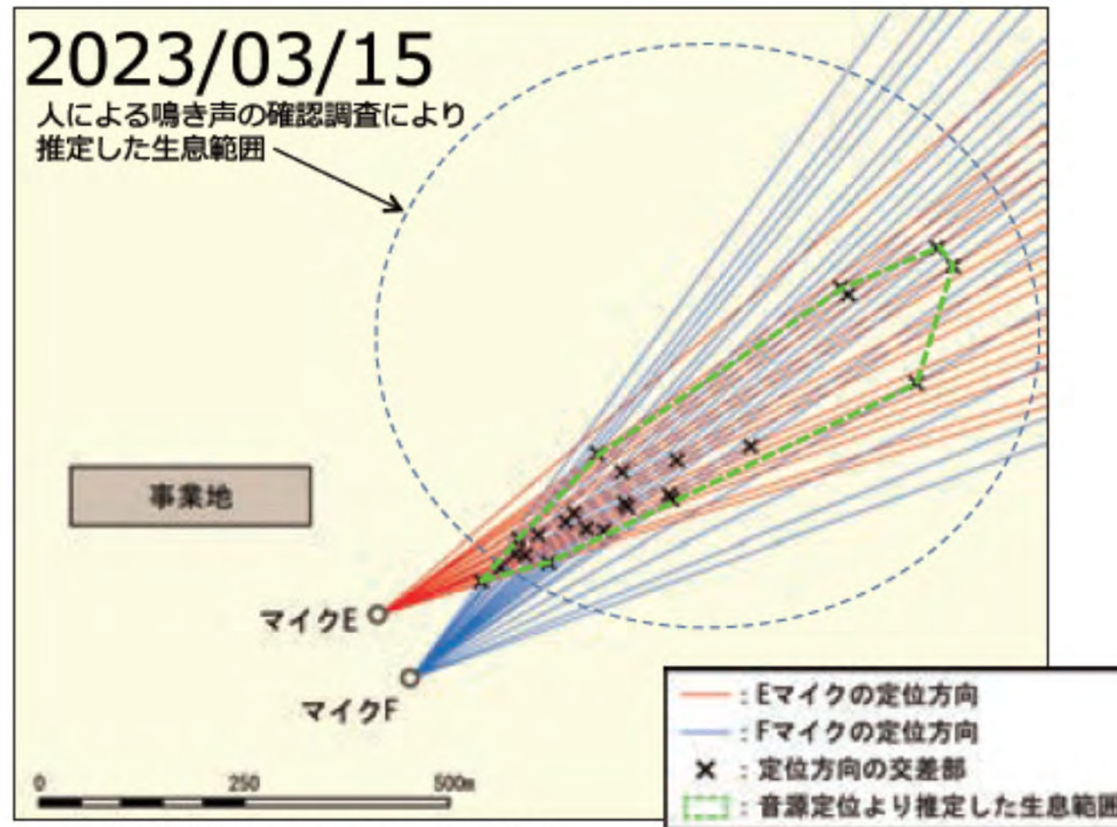 2023/03/15
人による鳴き声の確認調査により
推定した生息範囲
事業地
マイクE
マイクF
0 250 500m
: Eマイクの定位方向
: Fマイクの定位方向
: 定位方向の交差部
: 音源定位より推定した生息範囲